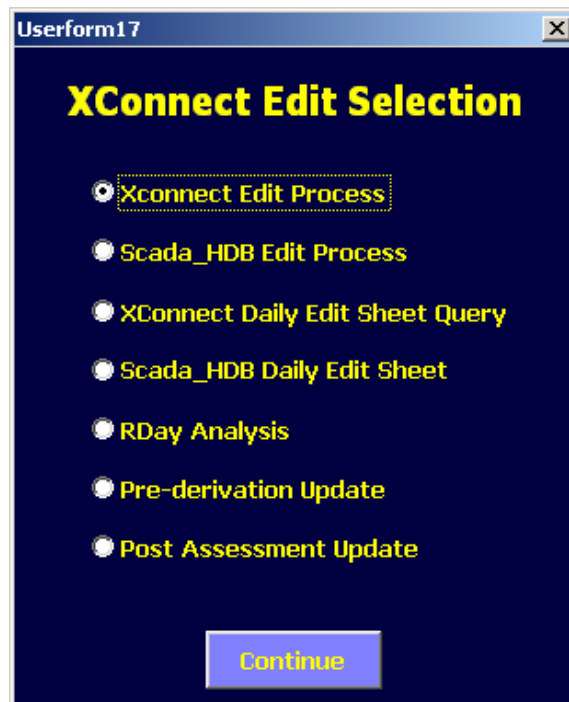 Userform17
XConnect Edit Selection
Xconnect Edit Process
Scada_HDB Edit Process
XConnect Daily Edit Sheet Query
Scada_HDB Daily Edit Sheet
RDay Analysis
Pre-derivation Update
Post Assessment Update
Continue